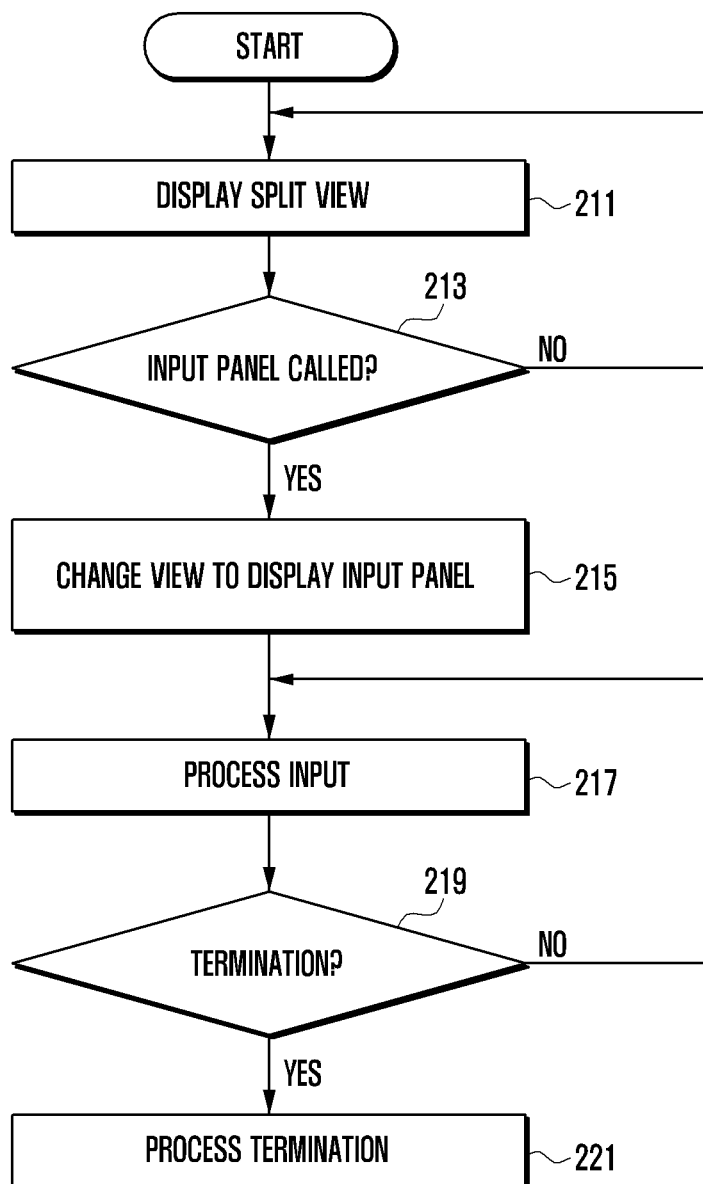 START
DISPLAY SPLIT VIEW
211
213
INPUT PANEL CALLED?
NO
YES
CHANGE VIEW TO DISPLAY INPUT PANEL
215
PROCESS INPUT
217
219
TERMINATION?
NO
YES
PROCESS TERMINATION
221